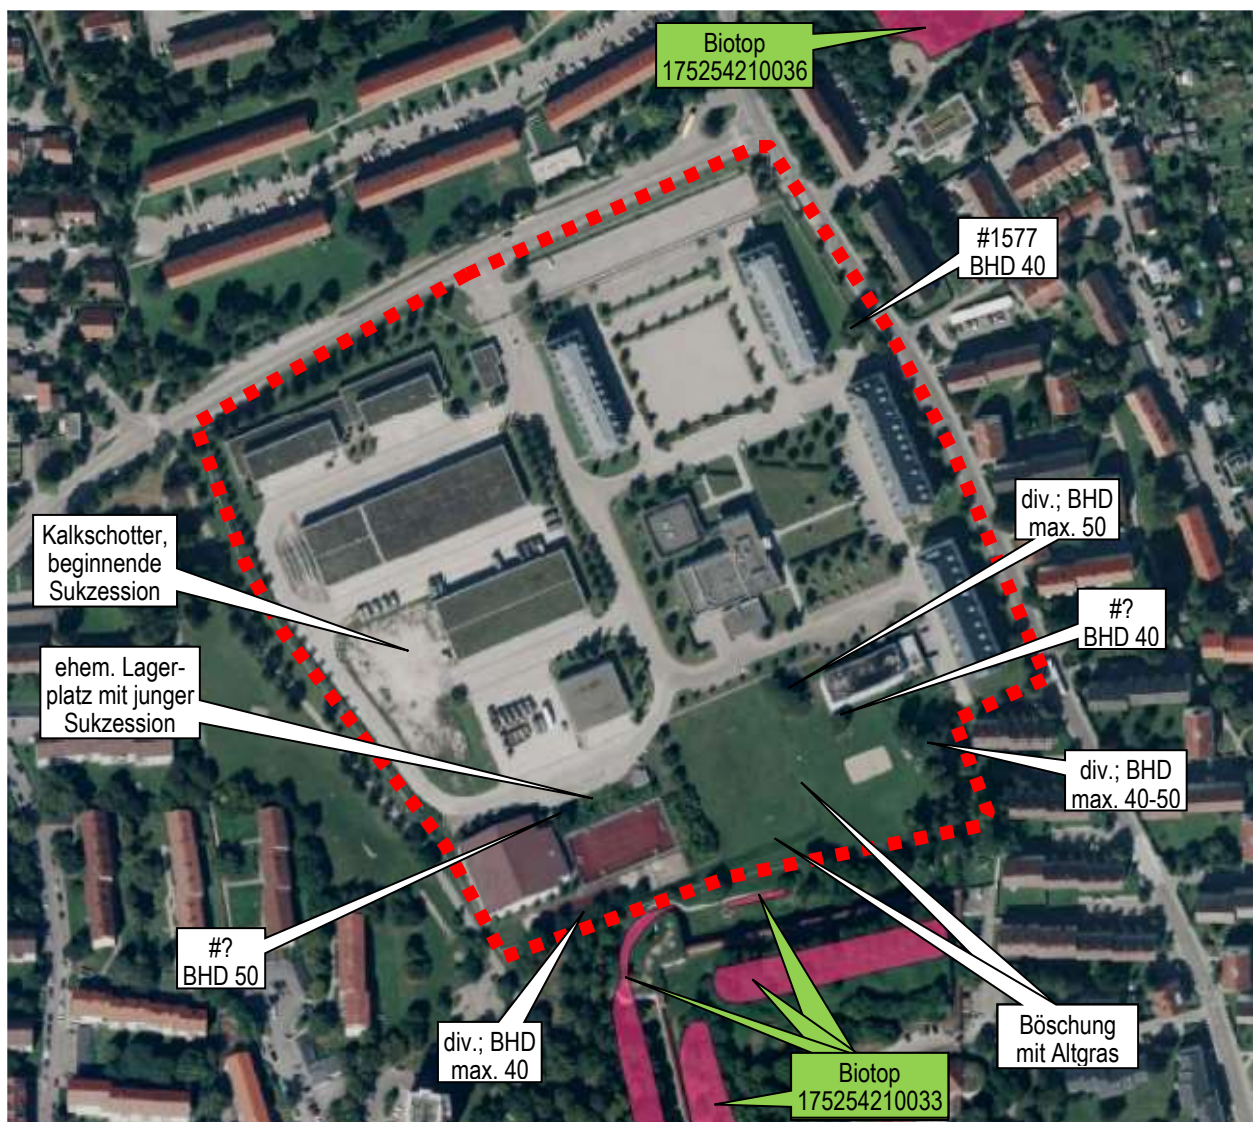 Biotop
175254210036
#1577
BHD 40
div.; BHD
max. 50
Kalkschotter,
beginnende
Sukzession
#?
BHD 40
ehem. Lager-
platz mit junger
Sukzession
div.; BHD
max. 40-50
#?
BHD 50
div.; BHD
max. 40
Böschung
mit Altgras
Biotop
175254210033